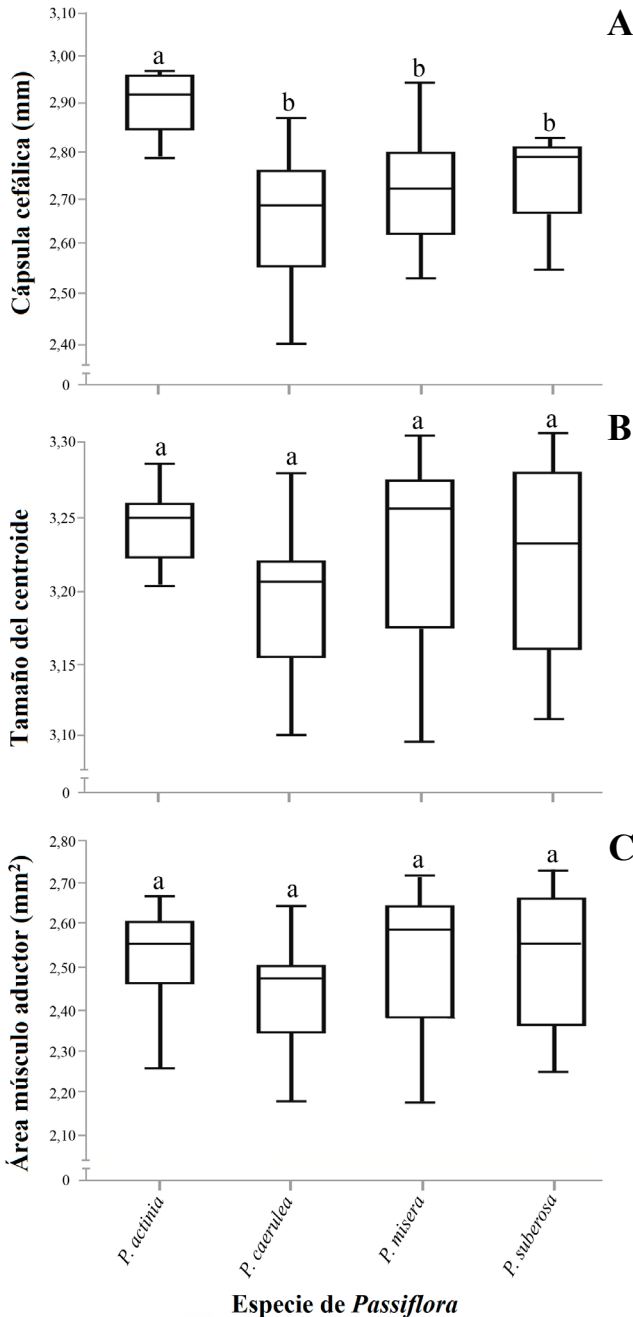 A
Cápsula cefálica (mm)
3,10
3,00
2,90
2,80
2,70
2,60
2,50
2,40
0
a
b
b
b
B
Tamaño del centroide
3,30
3,25
3,20
3,15
3,10
0
a
a
a
a
C
Área músculo aductor (mm²)
2,80
2,70
2,60
2,50
2,40
2,30
2,20
2,10
0
a
a
a
a
P. actinia
P. caerulea
P. misera
P. suberosa
Especie de Passiflora